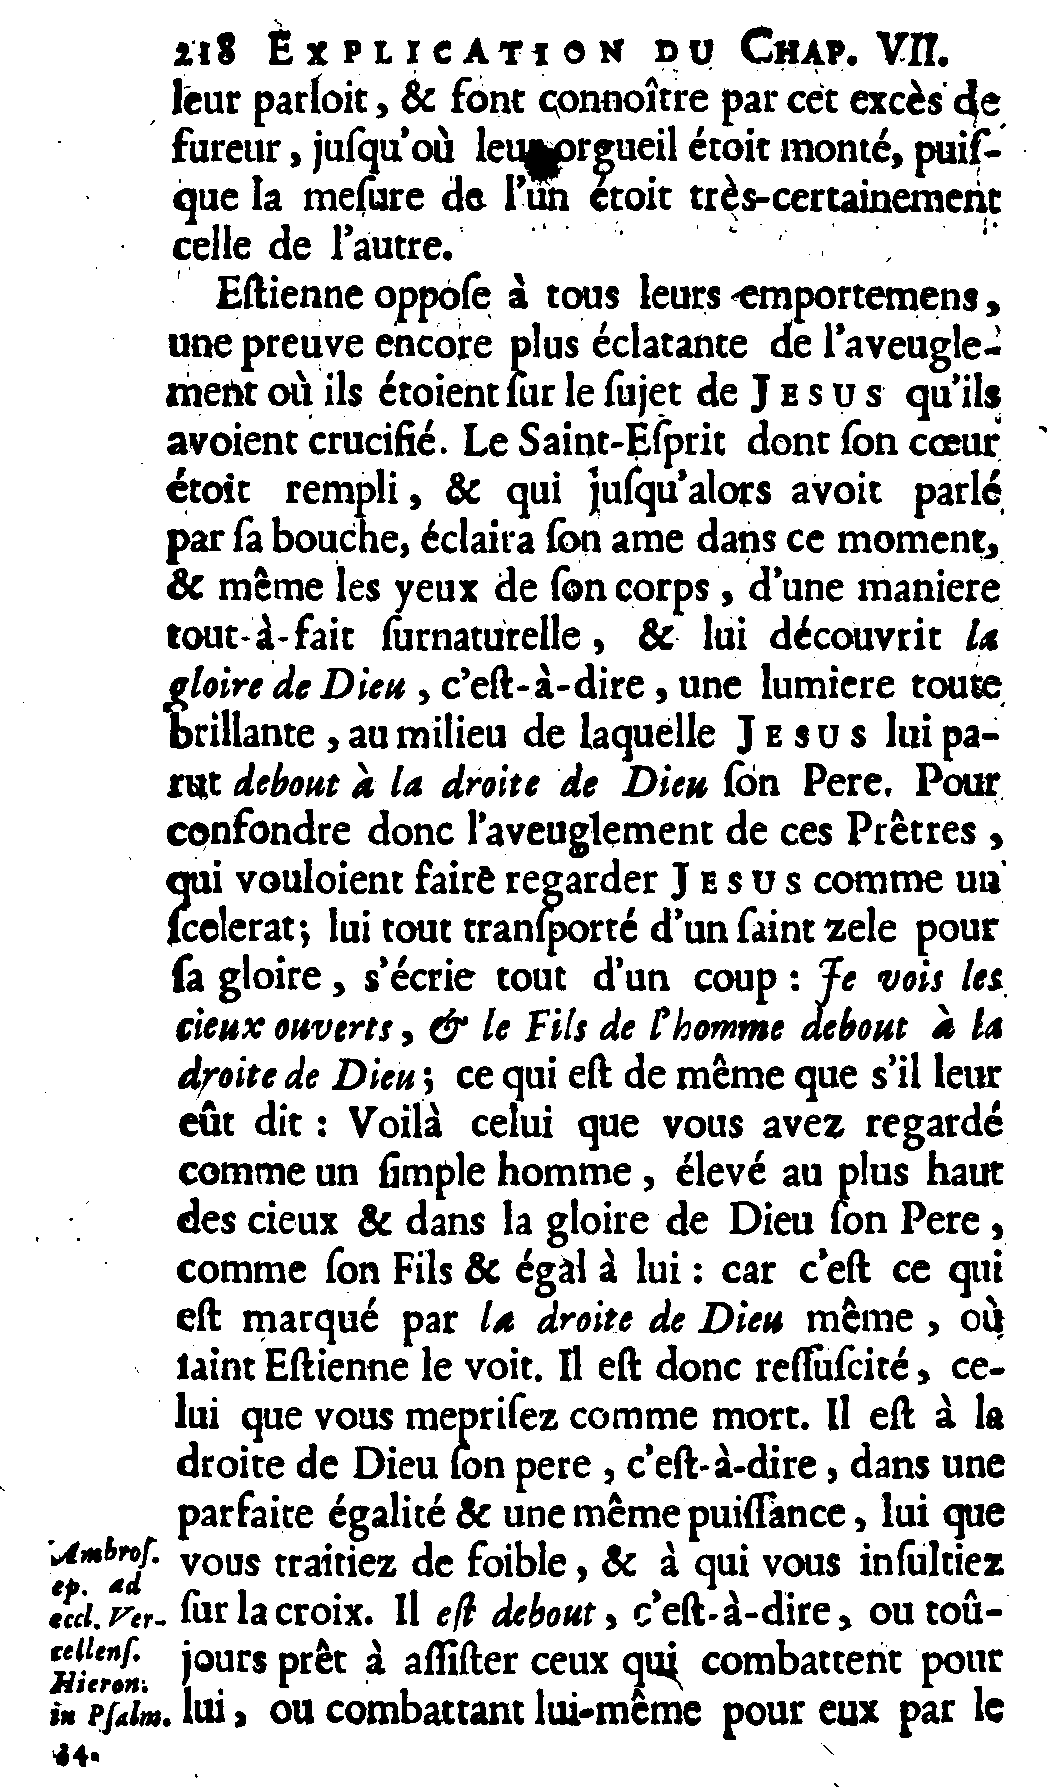 218 EXPLICATION DU CHAP. VII.
leur parloit, & font connoître par cet excès de
fureur, juſqu'où leur orgueil étoit monté, puiſ-
que la meſure de l'un étoit très-certainement
celle de l'autre.
Eſtienne oppoſe à tous leurs emportemens,
une preuve encore plus éclatante de l'aveugle-
ment où ils étoient ſur le ſujet de JESUS qu'ils
avoient crucifié. Le Saint-Eſprit dont ſon cœur
étoit rempli, & qui juſqu'alors avoit parlé
par ſa bouche, éclaira ſon ame dans ce moment,
& même les yeux de ſon corps, d'une maniere
tout-à-fait ſurnaturelle, & lui découvrit la
gloire de Dieu, c'eſt-à-dire, une lumiere toute
brillante, au milieu de laquelle JESUS lui pa-
rut debout à la droite de Dieu ſon Pere. Pour
confondre donc l'aveuglement de ces Prêtres,
qui vouloient faire regarder JESUS comme un
ſcelerat; lui tout tranſporté d'un ſaint zele pour
ſa gloire, s'écrie tout d'un coup : Je vois les
cieux ouverts, & le Fils de l'homme debout à la
droite de Dieu; ce qui eſt de même que s'il leur
eût dit : Voilà celui que vous avez regardé
comme un ſimple homme, élevé au plus haut
des cieux & dans la gloire de Dieu ſon Pere,
comme ſon Fils & égal à lui : car c'eſt ce qui
eſt marqué par la droite de Dieu même, où
ſaint Eſtienne le voit. Il eſt donc reſſuſcité, ce-
lui que vous mepriſez comme mort. Il eſt à la
droite de Dieu ſon pere, c'eſt-à-dire, dans une
parfaite égalité & une même puiſſance, lui que
vous traitiez de foible, & à qui vous inſultiez
ſur la croix. Il eſt debout, c'eſt-à-dire, ou toû-
jours prêt à aſſiſter ceux qui combattent pour
lui, ou combattant lui-même pour eux par le
Ambroſ.
ep. ad
eccl. Ver-
cellenſ.
Hieron.
in Pſalm.
84.